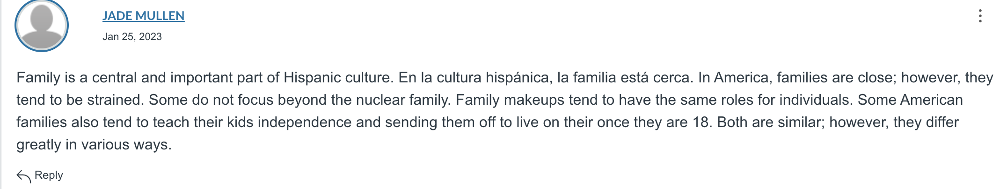 JADE MULLEN
Jan 25, 2023
Family is a central and important part of Hispanic culture. En la cultura hispánica, la familia está cerca. In America, families are close; however, they
tend to be strained. Some do not focus beyond the nuclear family. Family makeups tend to have the same roles for individuals. Some American
families also tend to teach their kids independence and sending them off to live on their once they are 18. Both are similar; however, they differ
greatly in various ways.
Reply